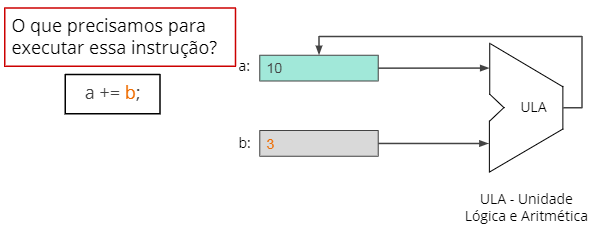 O que precisamos para
executar essa instrução?
a += b;
a:
10
b:
3
ULA
ULA - Unidade
Lógica e Aritmética